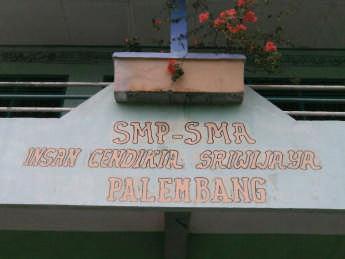 SMP-SMA
INSAN CENDIKIA SRIWIJAYA
PALEMBANG